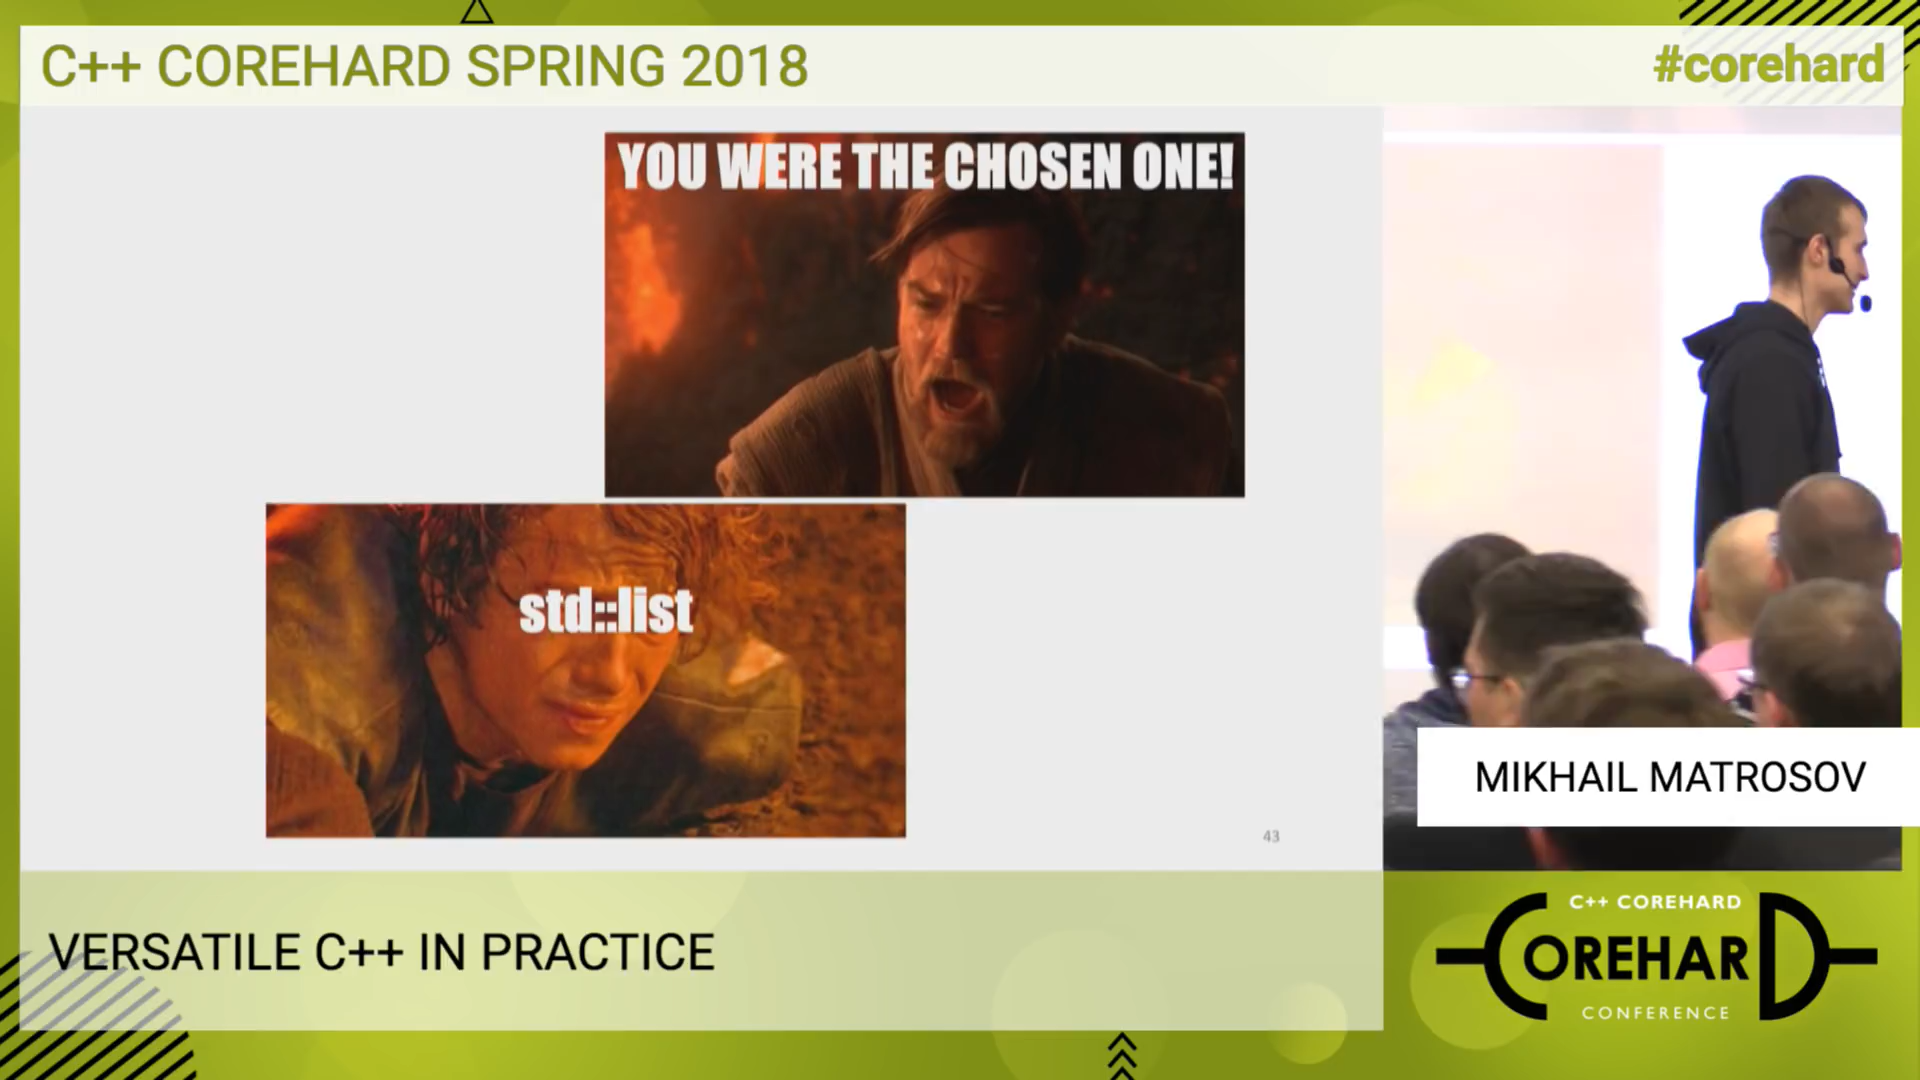 C++ COREHARD SPRING 2018
#corehard
YOU WERE THE CHOSEN ONE!
std::list
43
MIKHAIL MATROSOV
VERSATILE C++ IN PRACTICE
C++ COREHARD
COREHARD
CONFERENCE